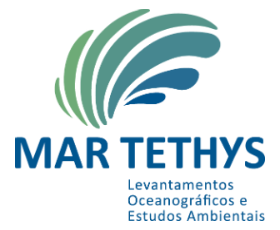 MAR TETHYS
Levantamentos
Oceanográficos e
Estudos Ambientais